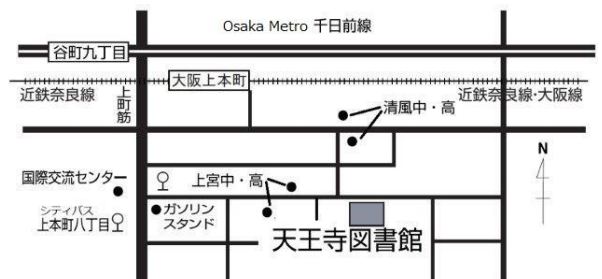 Osaka Metro 千日前線
谷町九丁目
大阪上本町
近鉄奈良線
近鉄奈良線・大阪線
上町筋
清風中・高
N
国際交流センター
上宮中・高
シティバス
上本町八丁目
ガソリン
スタンド
天王寺図書館